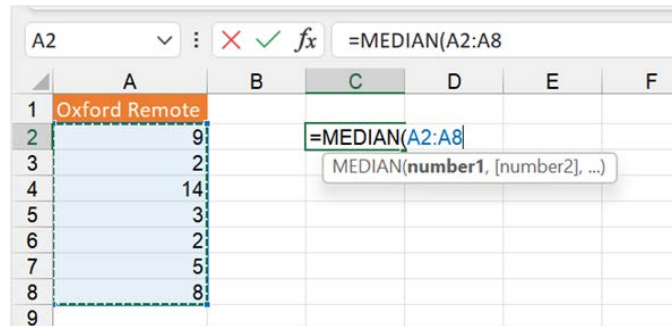 A2 fx =MEDIAN(A2:A8
A B C D E F
1 Oxford Remote
2 9 =MEDIAN(A2:A8
3 2 MEDIAN(number1, [number2], ...)
4 14
5 3
6 2
7 5
8 8
9